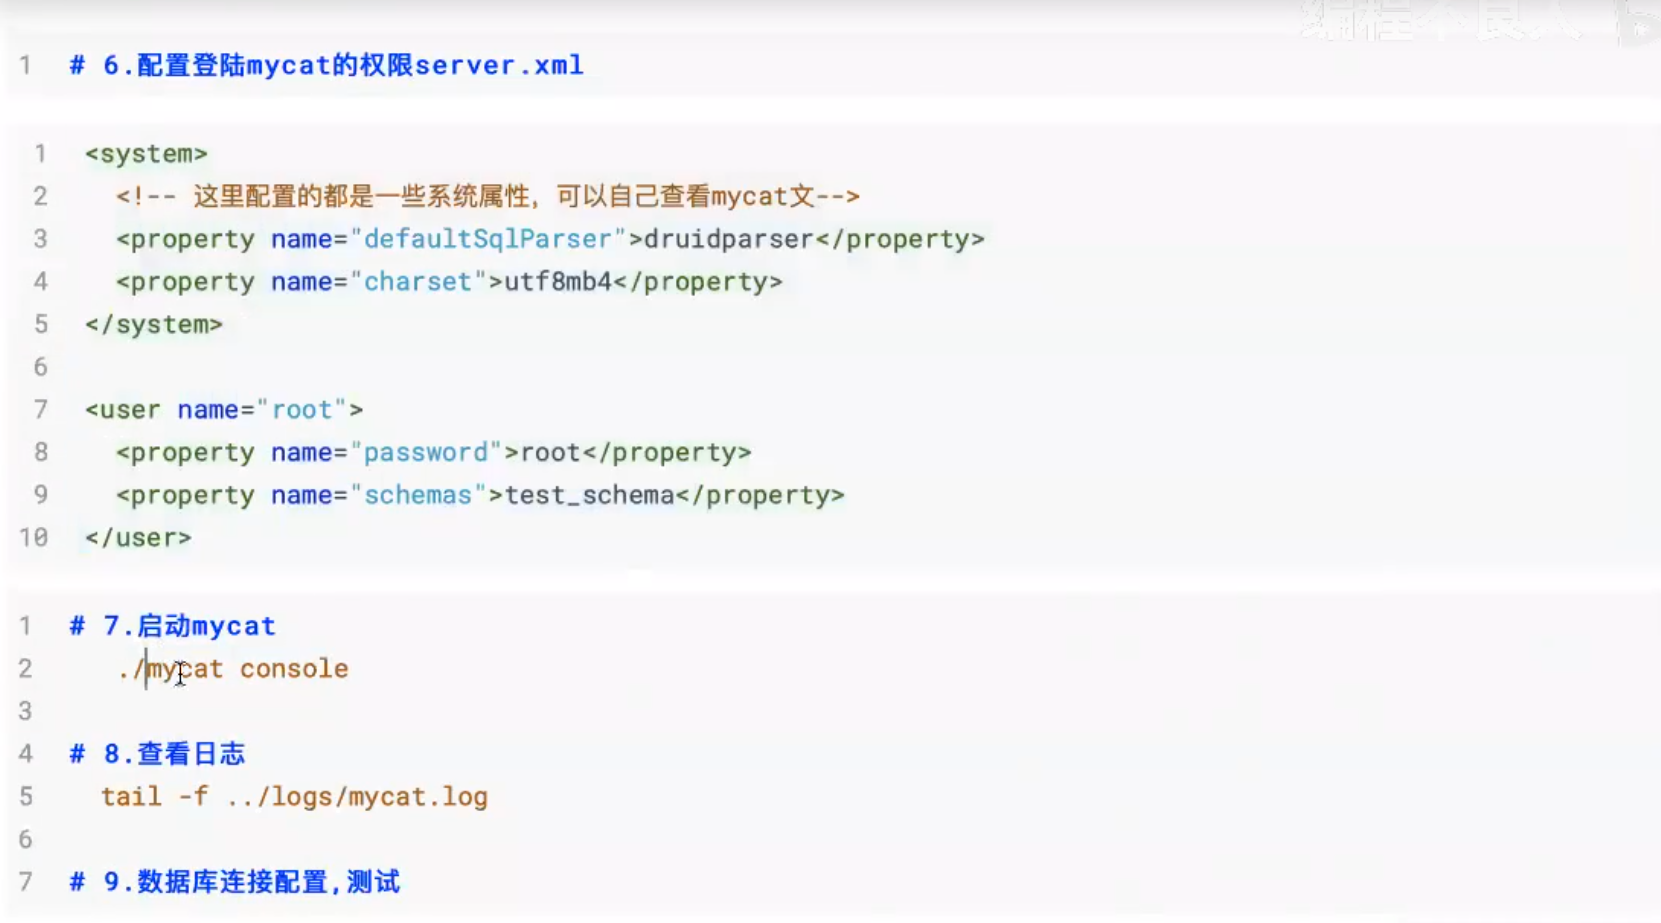 编程不良人
1 # 6.配置登陆mycat的权限server.xml
1 <system>
2 <!-- 这里配置的都是一些系统属性，可以自己查看mycat文-->
3 <property name="defaultSqlParser">druidparser</property>
4 <property name="charset">utf8mb4</property>
5 </system>
6
7 <user name="root">
8 <property name="password">root</property>
9 <property name="schemas">test_schema</property>
10 </user>
1 # 7.启动mycat
2 ./mycat console
3
4 # 8.查看日志
5 tail -f ../logs/mycat.log
6
7 # 9.数据库连接配置,测试